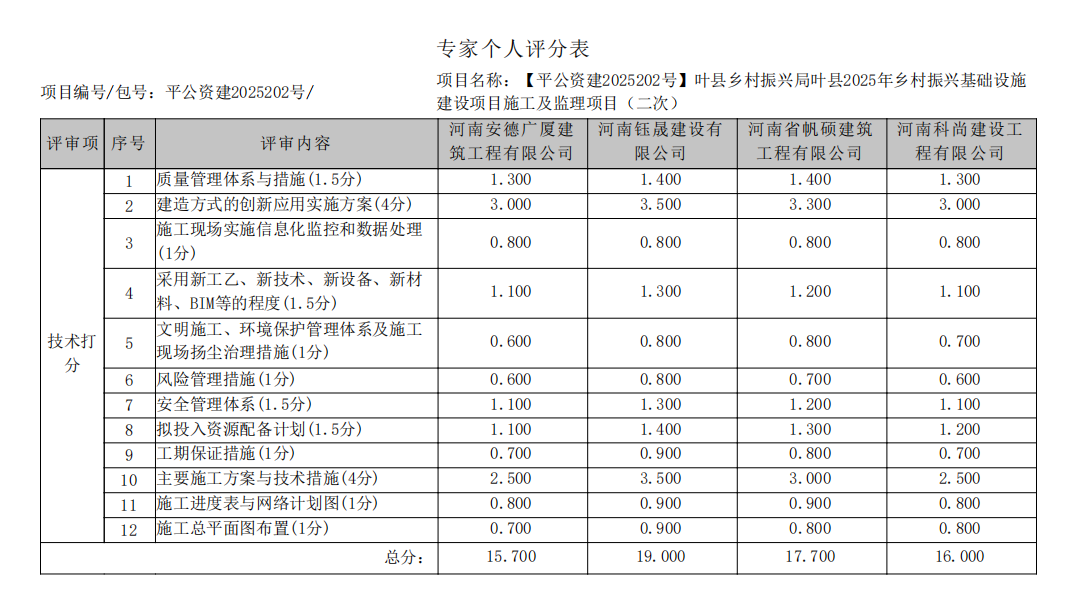 专家个人评分表
项目编号/包号：平公资建2025202号/
项目名称：【平公资建2025202号】叶县乡村振兴局叶县2025年乡村振兴基础设施
建设项目施工及监理项目（二次）
评审项 序号 评审内容 河南安德广厦建筑工程有限公司 河南钰晟建设有限公司 河南省帆硕建筑工程有限公司 河南科尚建设工程有限公司
技术打分
1 质量管理体系与措施(1.5分) 1.300 1.400 1.400 1.300
2 建造方式的创新应用实施方案(4分) 3.000 3.500 3.300 3.000
3 施工现场实施信息化监控和数据处理(1分) 0.800 0.800 0.800 0.800
4 采用新工乙、新技术、新设备、新材料、BIM等的程度(1.5分) 1.100 1.300 1.200 1.100
5 文明施工、环境保护管理体系及施工现场扬尘治理措施(1分) 0.600 0.800 0.800 0.700
6 风险管理措施(1分) 0.600 0.800 0.700 0.600
7 安全管理体系(1.5分) 1.100 1.300 1.200 1.100
8 拟投入资源配备计划(1.5分) 1.100 1.400 1.300 1.200
9 工期保证措施(1分) 0.700 0.900 0.800 0.700
10 主要施工方案与技术措施(4分) 2.500 3.500 3.000 2.500
11 施工进度表与网络计划图(1分) 0.800 0.900 0.900 0.800
12 施工总平面图布置(1分) 0.700 0.900 0.800 0.800
总分： 15.700 19.000 17.700 16.000